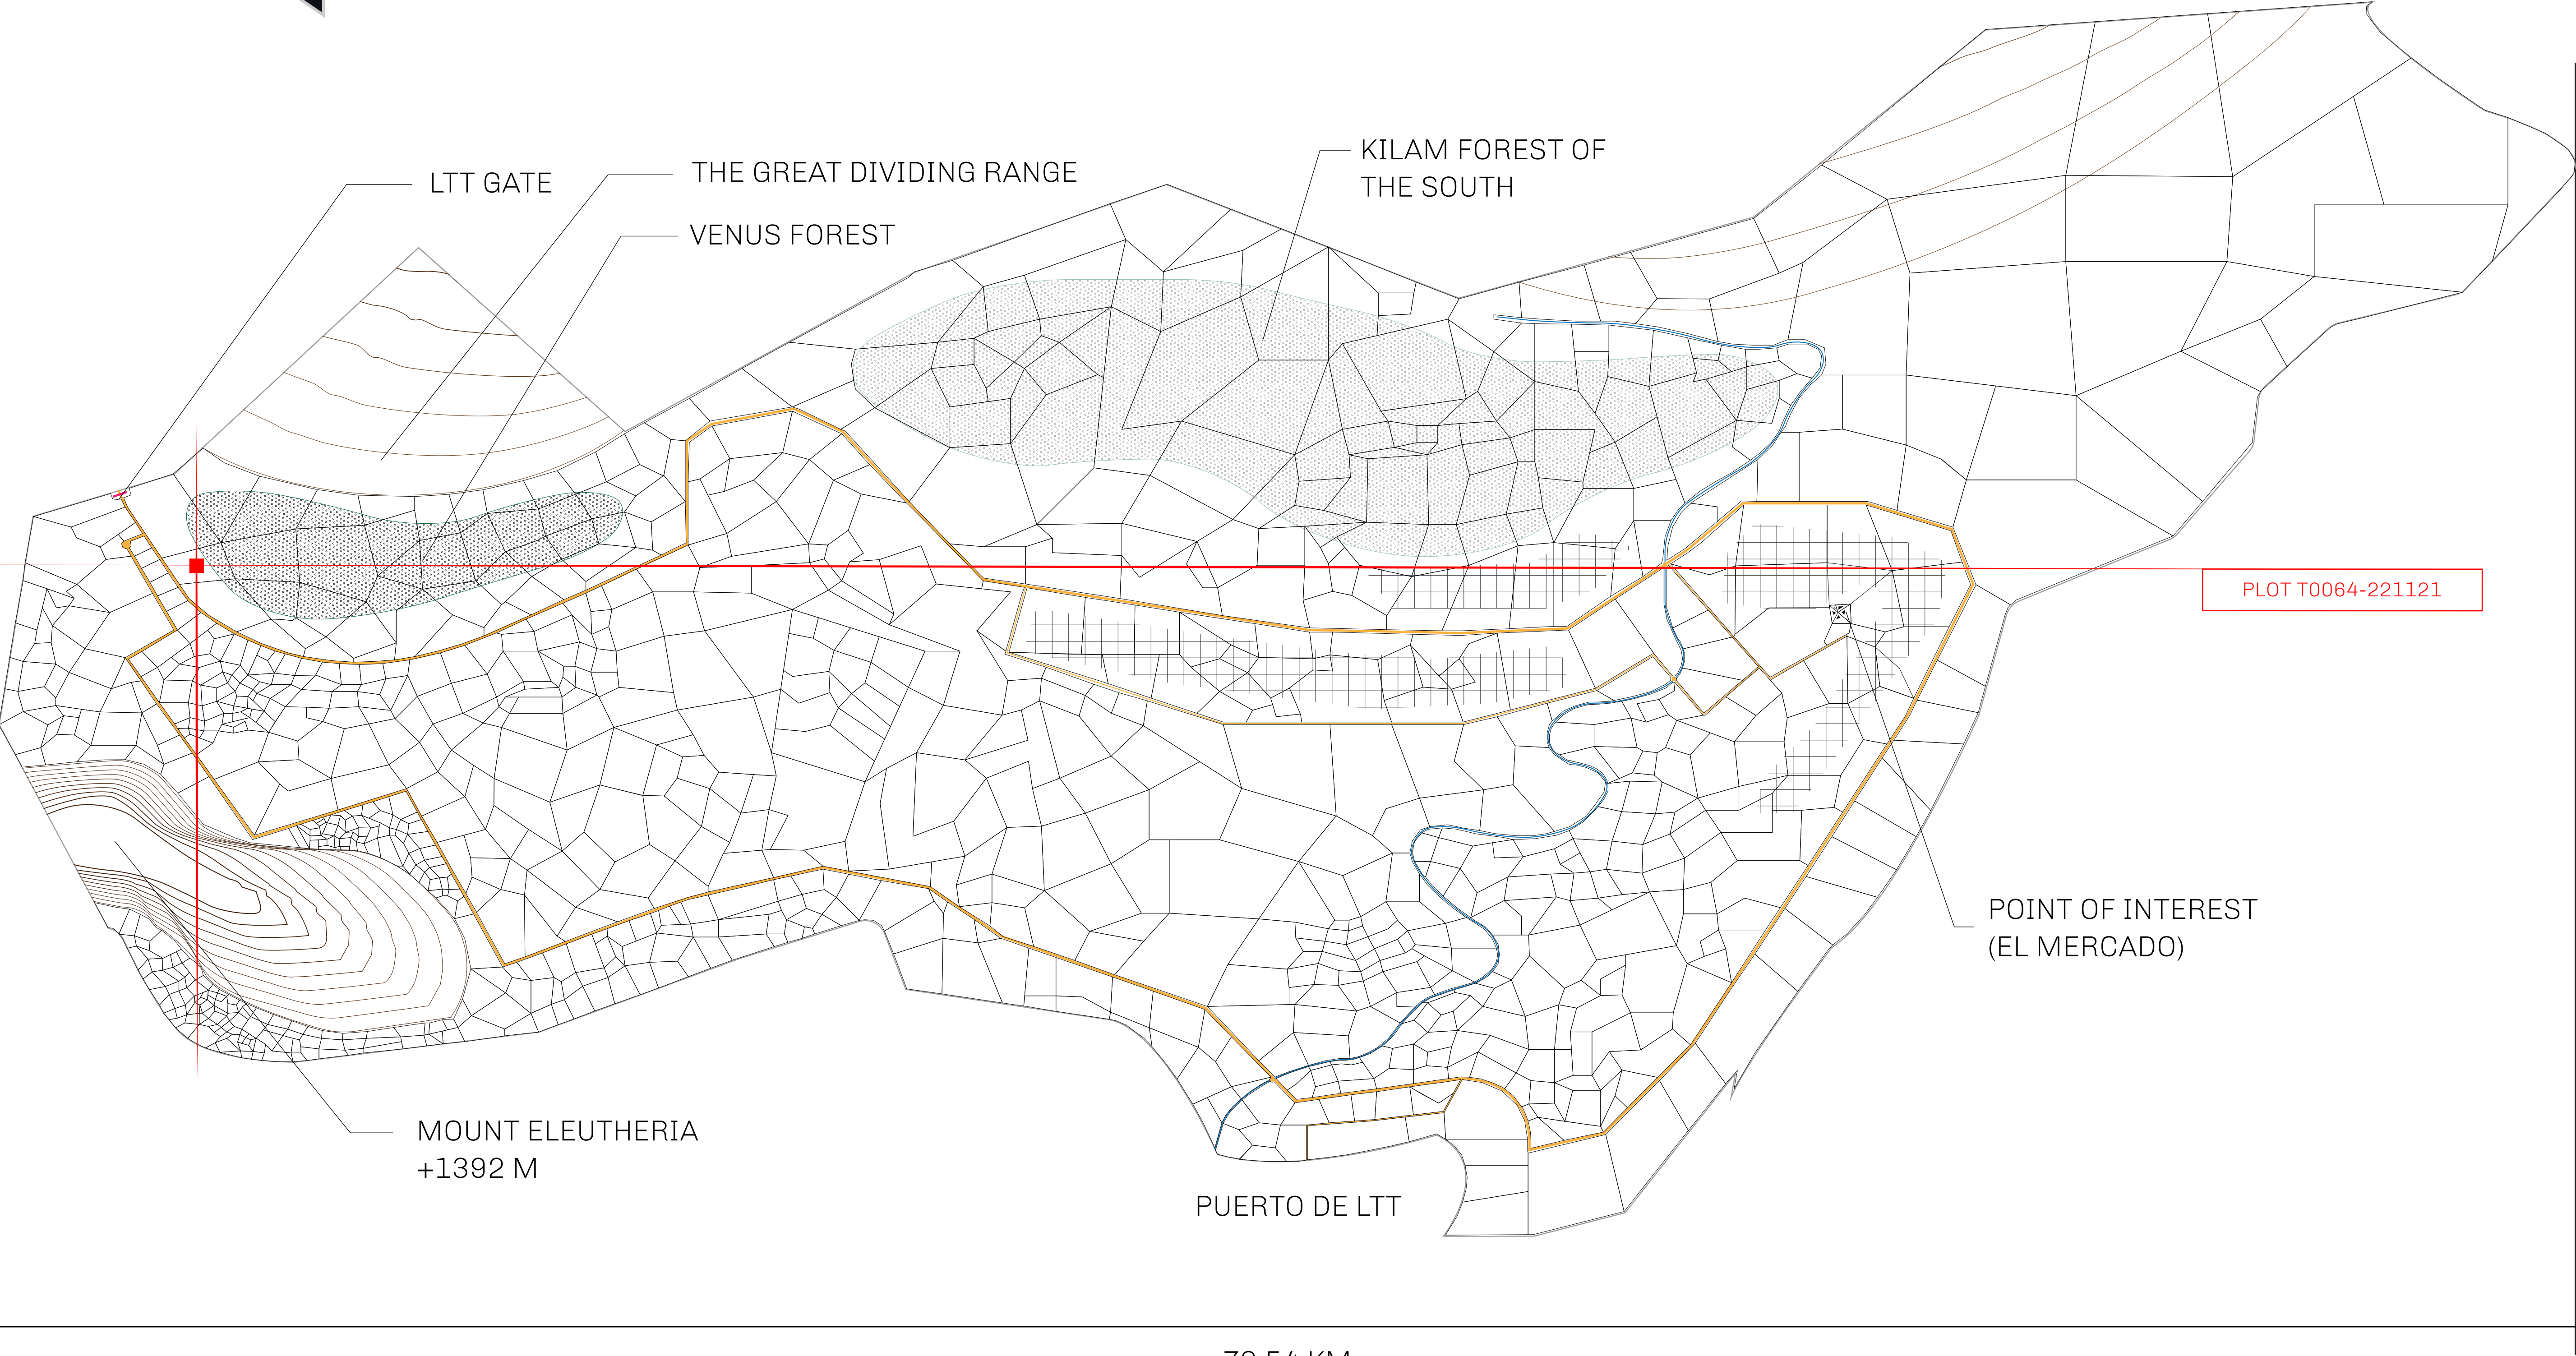 KILAM FOREST OF
THE SOUTH
LTT GATE
THE GREAT DIVIDING RANGE
VENUS FOREST
PLOT T0064-221121
POINT OF INTEREST
(EL MERCADO)
MOUNT ELEUTHERIA
+1392 M
PUERTO DE LTT